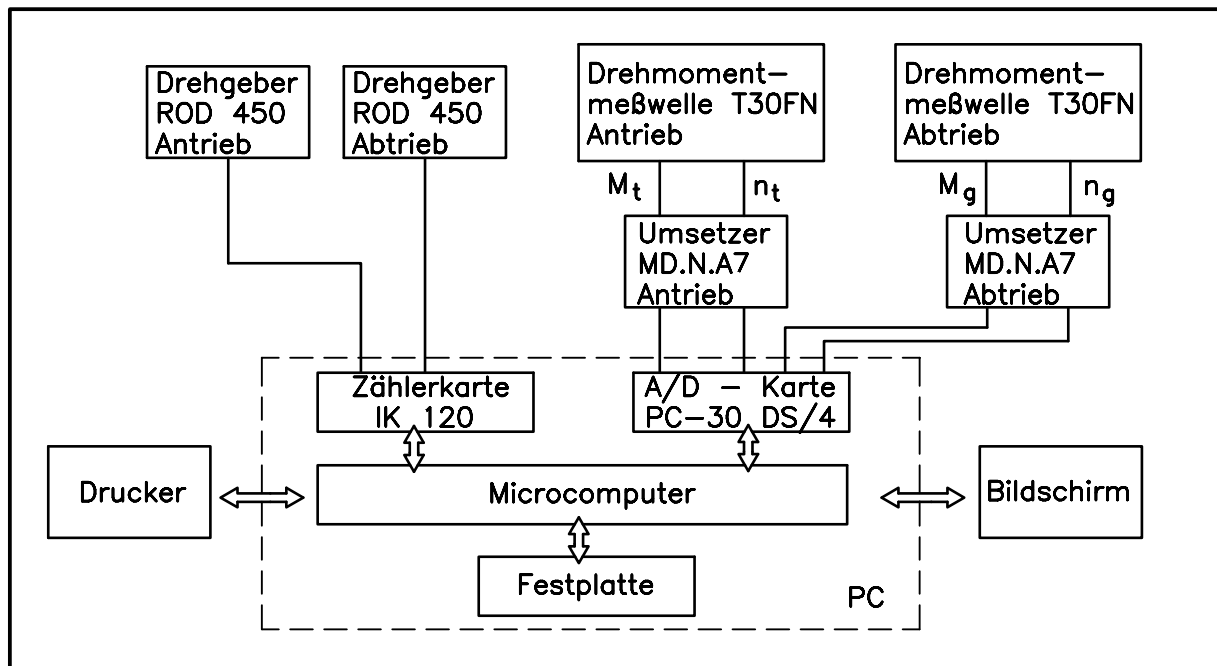 Drehgeber
ROD 450
Antrieb
Drehgeber
ROD 450
Abtrieb
Drehmoment–
meßwelle T30FN
Antrieb
Drehmoment–
meßwelle T30FN
Abtrieb
Mt
nt
Mg
ng
Umsetzer
MD.N.A7
Antrieb
Umsetzer
MD.N.A7
Abtrieb
Zählerkarte
IK 120
A/D – Karte
PC–30 DS/4
Drucker
Microcomputer
Bildschirm
Festplatte
PC